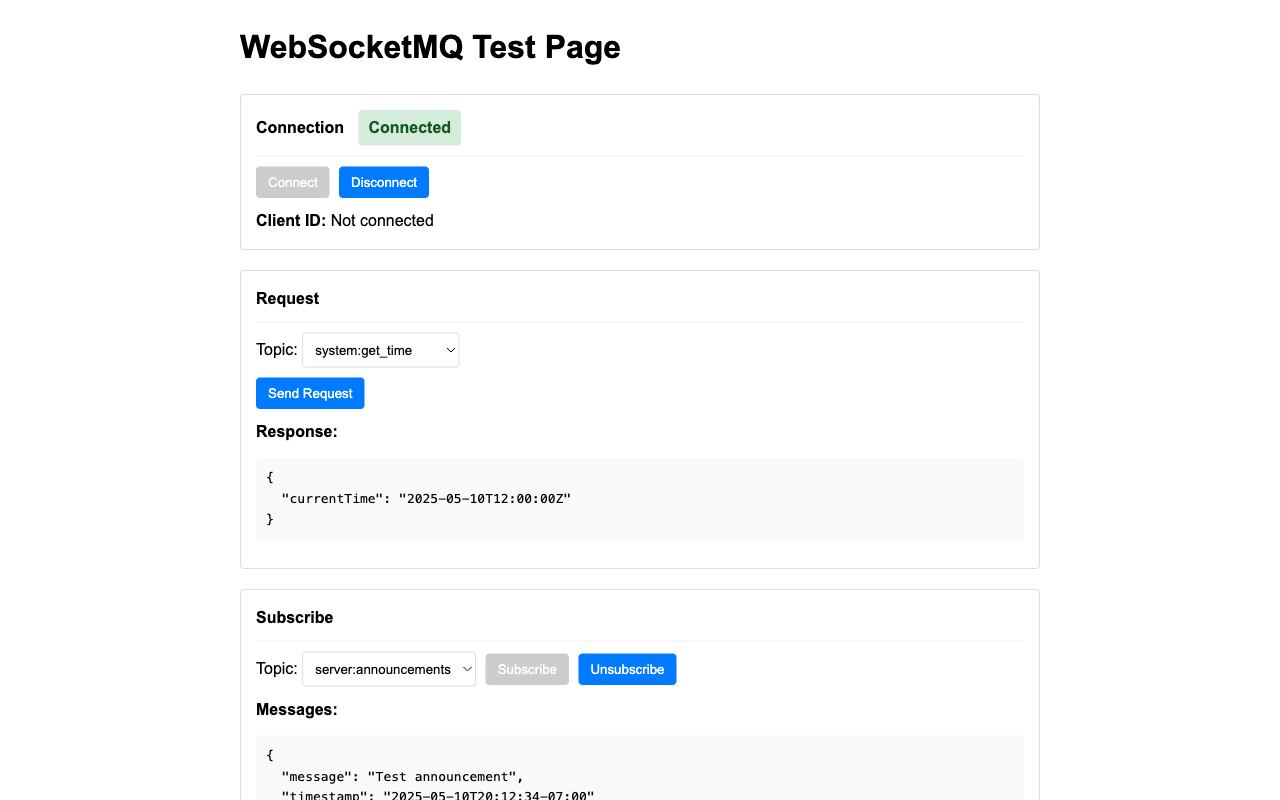 WebSocketMQ Test Page
Connection Connected
Connect Disconnect
Client ID: Not connected
Request
Topic: system:get_time
Send Request
Response:
{
  "currentTime": "2025-05-10T12:00:00Z"
}
Subscribe
Topic: server:announcements Subscribe Unsubscribe
Messages:
{
  "message": "Test announcement",
  "timestamp": "2025-05-10T20:12:34-07:00"